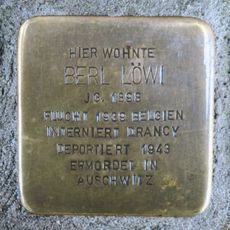 HIER WOHNTE
BERL LÖWI
JG. 1898
FLUCHT 1939 BELGIEN
INTERNIERT DRANCY
DEPORTIERT 1943
ERMORDET IN
AUSCHWITZ